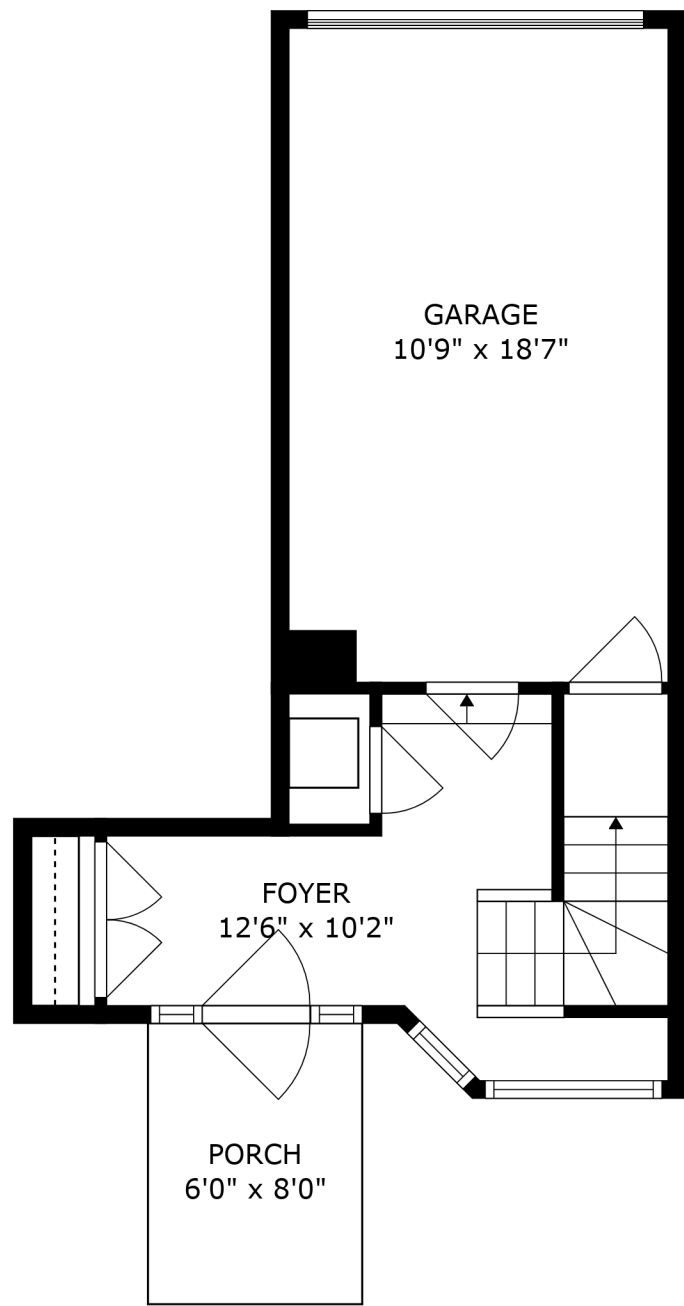 GARAGE
10'9" x 18'7"
FOYER
12'6" x 10'2"
PORCH
6'0" x 8'0"